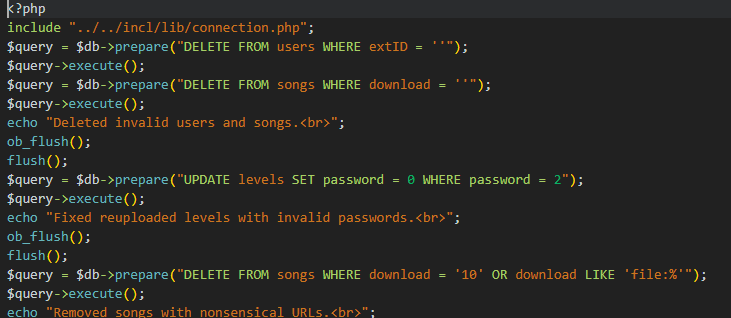 <?php
include "../../incl/lib/connection.php";
$query = $db->prepare("DELETE FROM users WHERE extID = ''");
$query->execute();
$query = $db->prepare("DELETE FROM songs WHERE download = ''");
$query->execute();
echo "Deleted invalid users and songs.<br>";
ob_flush();
flush();
$query = $db->prepare("UPDATE levels SET password = 0 WHERE password = 2");
$query->execute();
echo "Fixed reuploaded levels with invalid passwords.<br>";
ob_flush();
flush();
$query = $db->prepare("DELETE FROM songs WHERE download = '10' OR download LIKE 'file:%'");
$query->execute();
echo "Removed songs with nonsensical URLs.<br>";